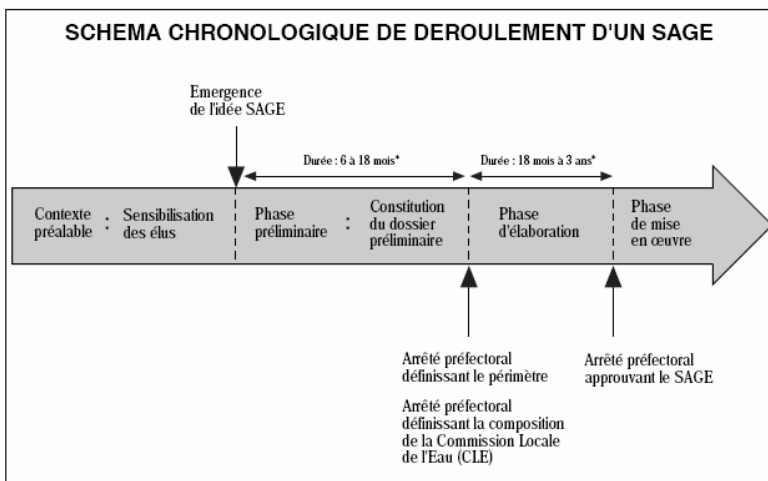 SCHEMA CHRONOLOGIQUE DE DEROULEMENT D'UN SAGE
Emergence
de l'idée SAGE
Durée : 6 à 18 mois*
Durée : 18 mois à 3 ans*
Contexte
préalable
:
Sensibilisation
des élus
Phase
préliminaire
:
Constitution
du dossier
préliminaire
Phase
d'élaboration
Phase
de mise
en œuvre
Arrêté préfectoral
définissant le périmètre
Arrêté préfectoral
définissant la composition
de la Commission Locale
de l'Eau (CLE)
Arrêté préfectoral
approuvant le SAGE